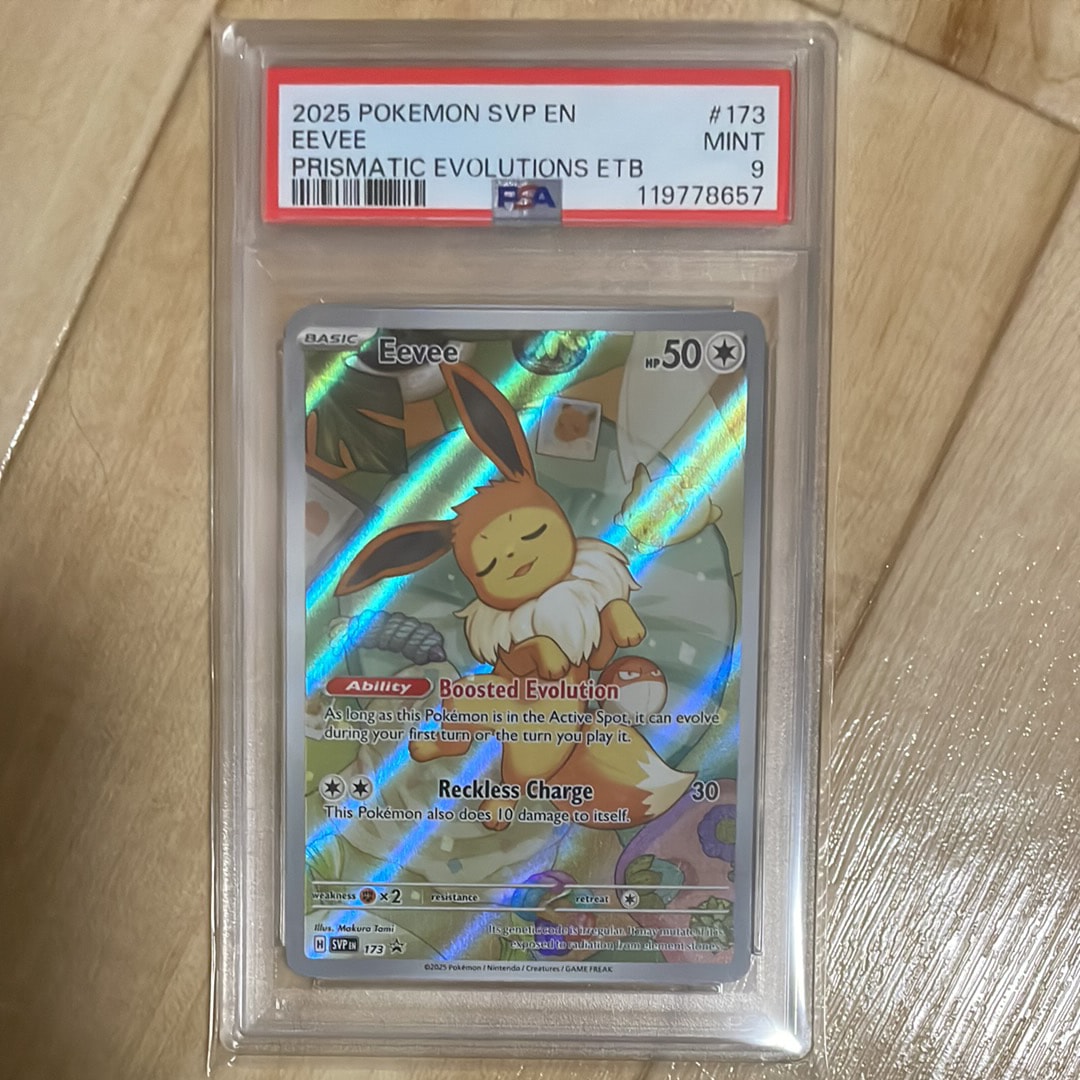 2025 POKEMON SVP EN #173
EEVEE MINT
PRISMATIC EVOLUTIONS ETB 9
PSA 119778657
BASIC Eevee HP 50
Ability Boosted Evolution
As long as this Pokémon is in the Active Spot, it can evolve
during your first turn or the turn you play it.
Reckless Charge 30
This Pokémon also does 10 damage to itself.
weakness ×2 resistance retreat
Illus. Makura Tami
Its genetic code is irregular. It may mutate if it is
exposed to radiation from element stones.
H SVP EN 173
©2025 Pokémon / Nintendo / Creatures / GAME FREAK